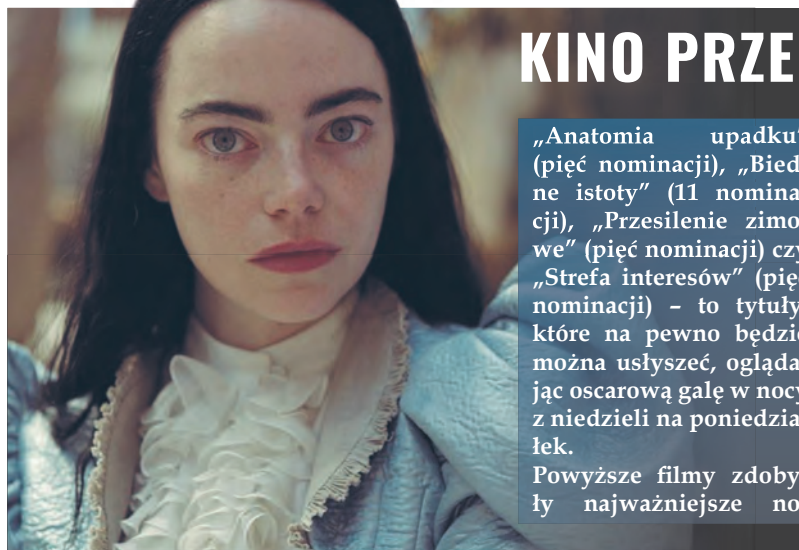 KINO PRZE
„Anatomia upadku”
(pięć nominacji), „Bied
ne istoty” (11 nomina
cji), „Przesilenie zimo
we” (pięć nominacji) czy
„Strefa interesów” (pię
nominacji) – to tytuły
które na pewno będzie
można usłyszeć, ogląda
jąc oscarową galę w nocy
z niedzieli na poniedzia
łek.
Powyższe filmy zdoby
ły najważniejsze no